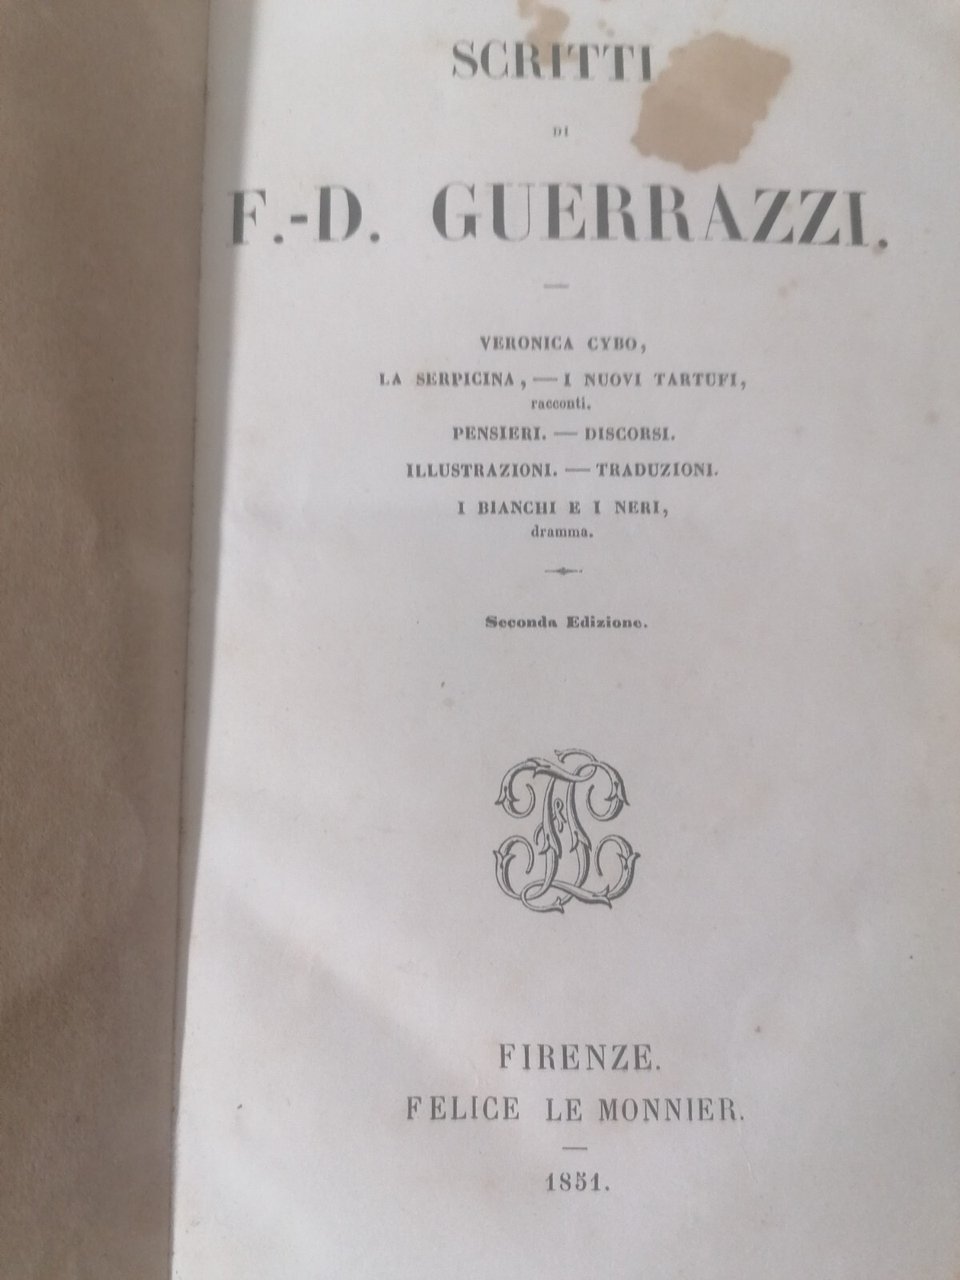 SCRITTI
DI
F.-D. GUERRAZZI.
VERONICA CYBO,
LA SERPICINA, — I NUOVI TARTUFI,
racconti.
PENSIERI. — DISCORSI.
ILLUSTRAZIONI. — TRADUZIONI.
I BIANCHI E I NERI,
dramma.
Seconda Edizione.
FIRENZE.
FELICE LE MONNIER.
1851.